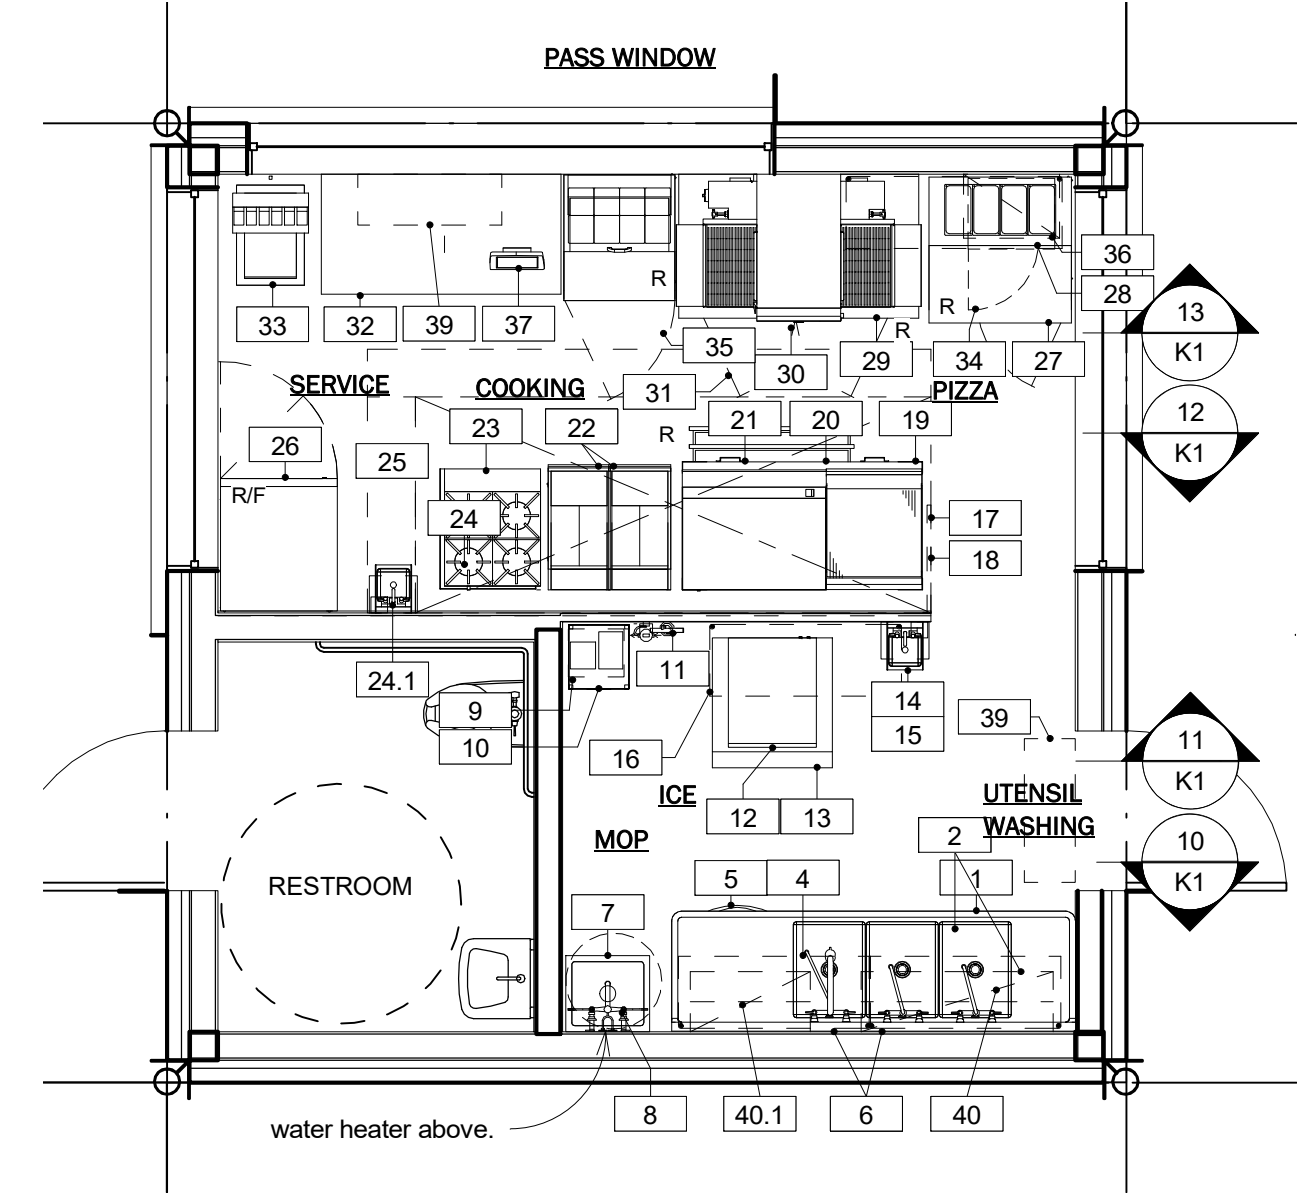 PASS WINDOW
36
28
13
K1
33
32
39
37
R
35
30
29
R
R
34
27
31
12
K1
SERVICE
COOKING
PIZZA
26
25
23
22
R
21
20
19
R/F
24
17
18
24.1
11
9
10
16
14
15
39
11
K1
ICE
12
13
UTENSIL
WASHING
MOP
2
10
K1
RESTROOM
5
4
1
7
8
40.1
6
40
water heater above.